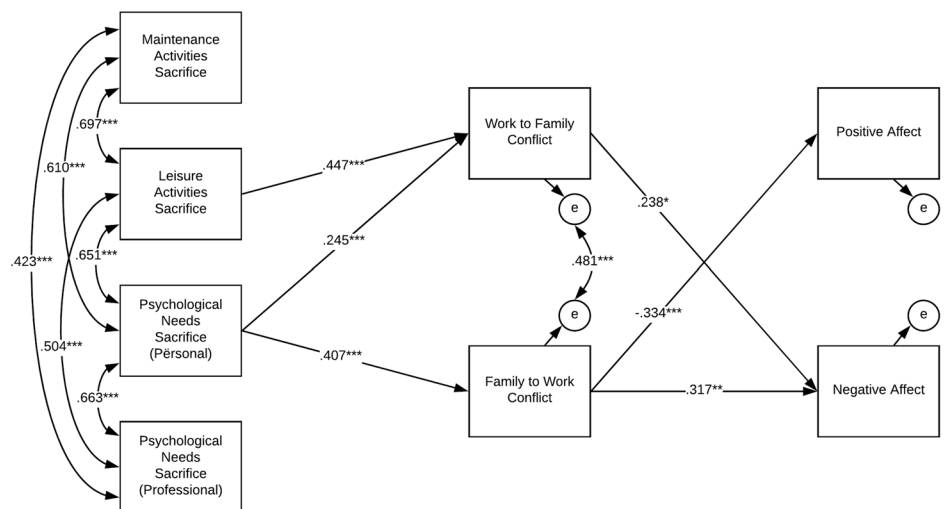 Maintenance
Activities
Sacrifice
.697***
.610***
Leisure
Activities
Sacrifice
.651***
.423***
.504***
Psychological
Needs
Sacrifice
(Përsonal)
.663***
Psychological
Needs
Sacrifice
(Professional)
.447***
.245***
.407***
Work to Family
Conflict
e
.481***
e
Family to Work
Conflict
.238*
-.334***
.317**
Positive Affect
e
e
Negative Affect